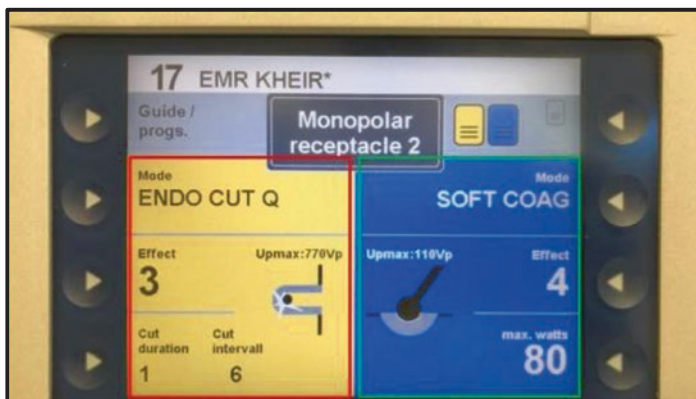 17 EMR KHEIR*
Guide /
progs.
Monopolar
receptacle 2
Mode
ENDO CUT Q
Effect
3
Upmax:770Vp
Cut
duration
1
Cut
intervall
6
Mode
SOFT COAG
Upmax:110Vp
Effect
4
max. watts
80